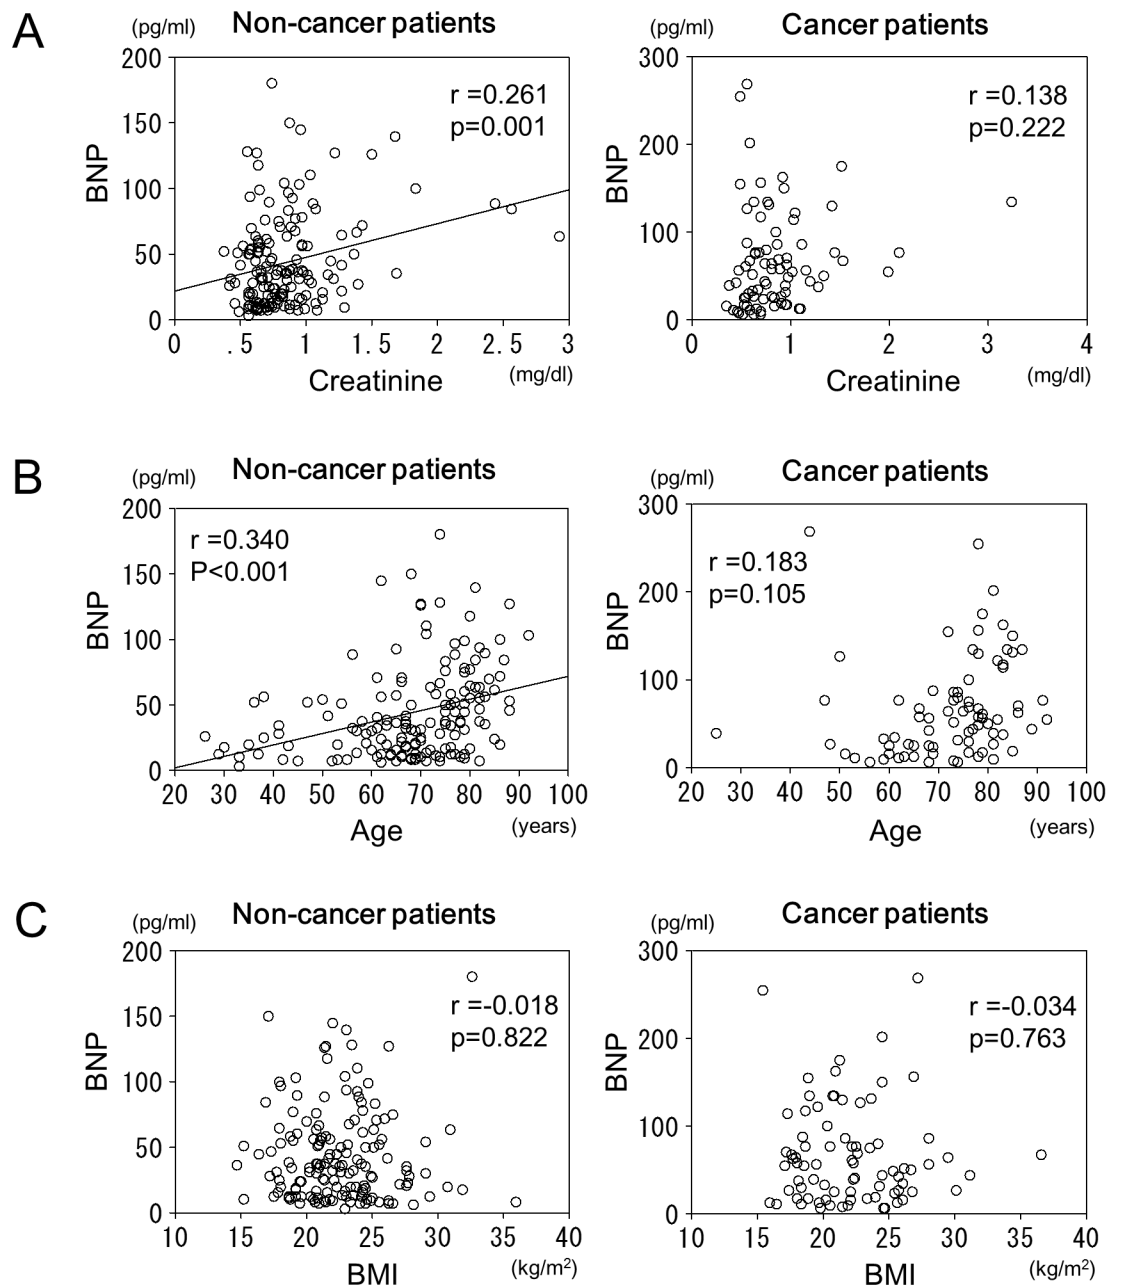 A
(pg/ml)
Non-cancer patients
200
150
100
50
0
BNP
r =0.261
p=0.001
0 .5 1 1.5 2 2.5 3
Creatinine
(mg/dl)
(pg/ml)
Cancer patients
300
200
100
0
BNP
r =0.138
p=0.222
0 1 2 3 4
Creatinine
(mg/dl)
B
(pg/ml)
Non-cancer patients
200
150
100
50
0
BNP
r =0.340
P<0.001
20 30 40 50 60 70 80 90 100
Age
(years)
(pg/ml)
Cancer patients
300
200
100
0
BNP
r =0.183
p=0.105
20 30 40 50 60 70 80 90 100
Age
(years)
C
(pg/ml)
Non-cancer patients
200
150
100
50
0
BNP
r =-0.018
p=0.822
10 15 20 25 30 35 40
BMI
(kg/m²)
(pg/ml)
Cancer patients
300
200
100
0
BNP
r =-0.034
p=0.763
10 15 20 25 30 35 40
BMI
(kg/m²)